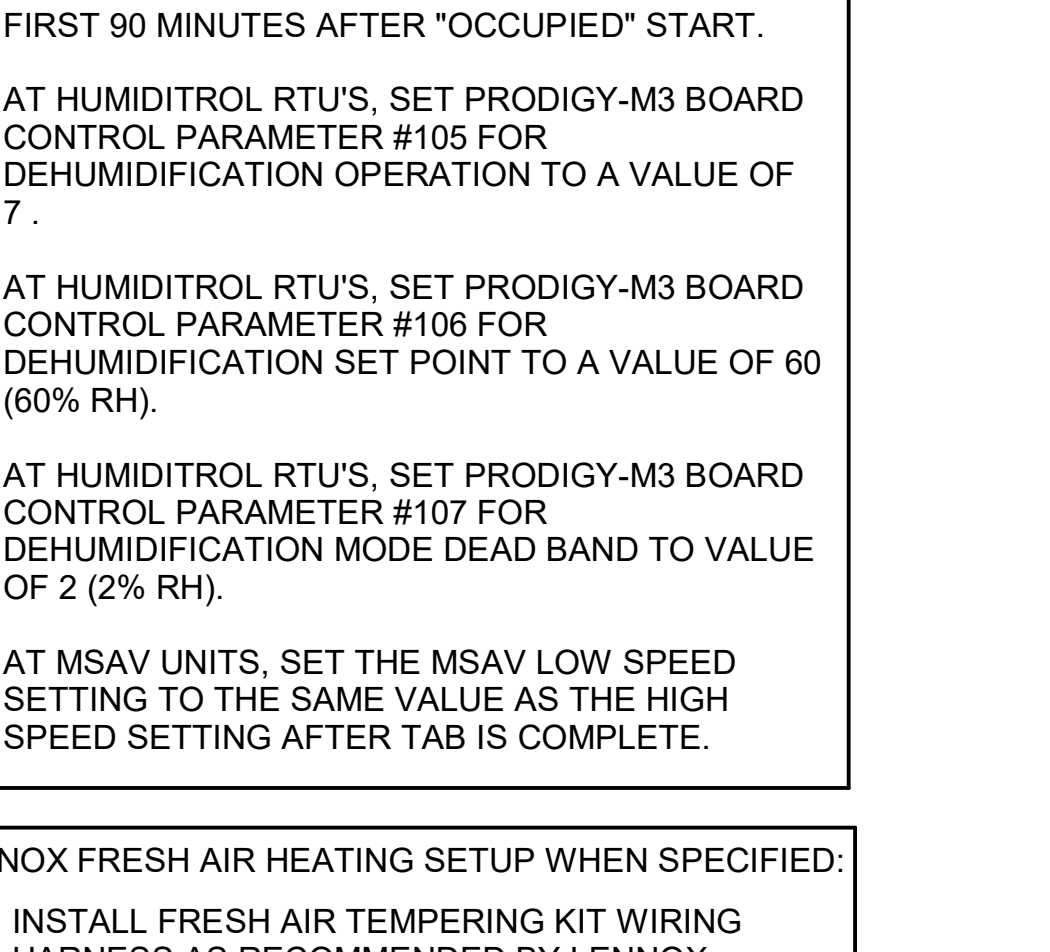 FIRST 90 MINUTES AFTER "OCCUPIED" START.
AT HUMIDITROL RTU'S, SET PRODIGY-M3 BOARD
CONTROL PARAMETER #105 FOR
DEHUMIDIFICATION OPERATION TO A VALUE OF
7 .
AT HUMIDITROL RTU'S, SET PRODIGY-M3 BOARD
CONTROL PARAMETER #106 FOR
DEHUMIDIFICATION SET POINT TO A VALUE OF 60
(60% RH).
AT HUMIDITROL RTU'S, SET PRODIGY-M3 BOARD
CONTROL PARAMETER #107 FOR
DEHUMIDIFICATION MODE DEAD BAND TO VALUE
OF 2 (2% RH).
AT MSAV UNITS, SET THE MSAV LOW SPEED
SETTING TO THE SAME VALUE AS THE HIGH
SPEED SETTING AFTER TAB IS COMPLETE.
NOX FRESH AIR HEATING SETUP WHEN SPECIFIED:
INSTALL FRESH AIR TEMPERING KIT WIRING
HARNESS AS RECOMMENDED BY LENNOX